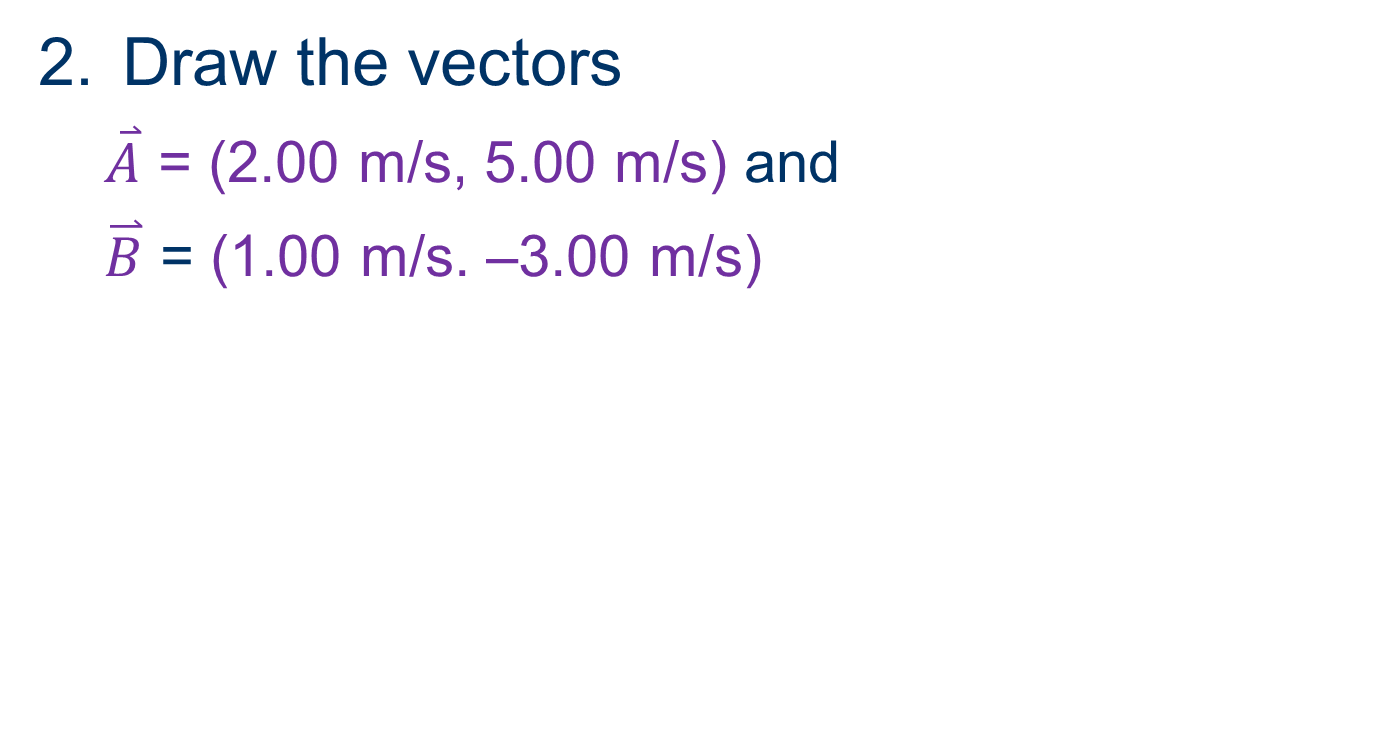 2. Draw the vectors
A⃗ = (2.00 m/s, 5.00 m/s) and
B⃗ = (1.00 m/s. –3.00 m/s)